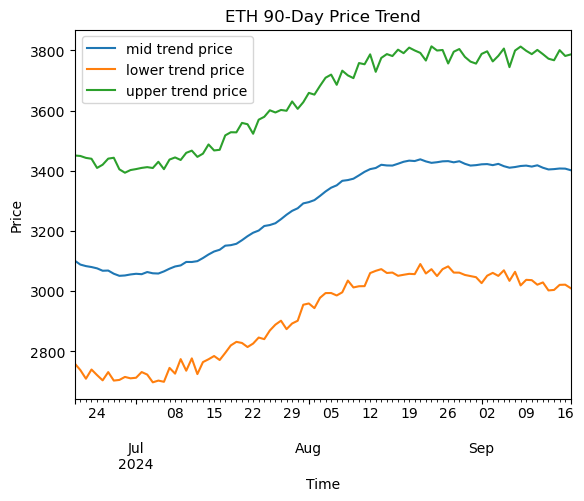 ETH 90-Day Price Trend
mid trend price
lower trend price
upper trend price
3800
3600
3400
3200
3000
2800
Price
24 08 15 22 29 05 12 19 26 02 09 16
Jul Aug Sep
2024
Time